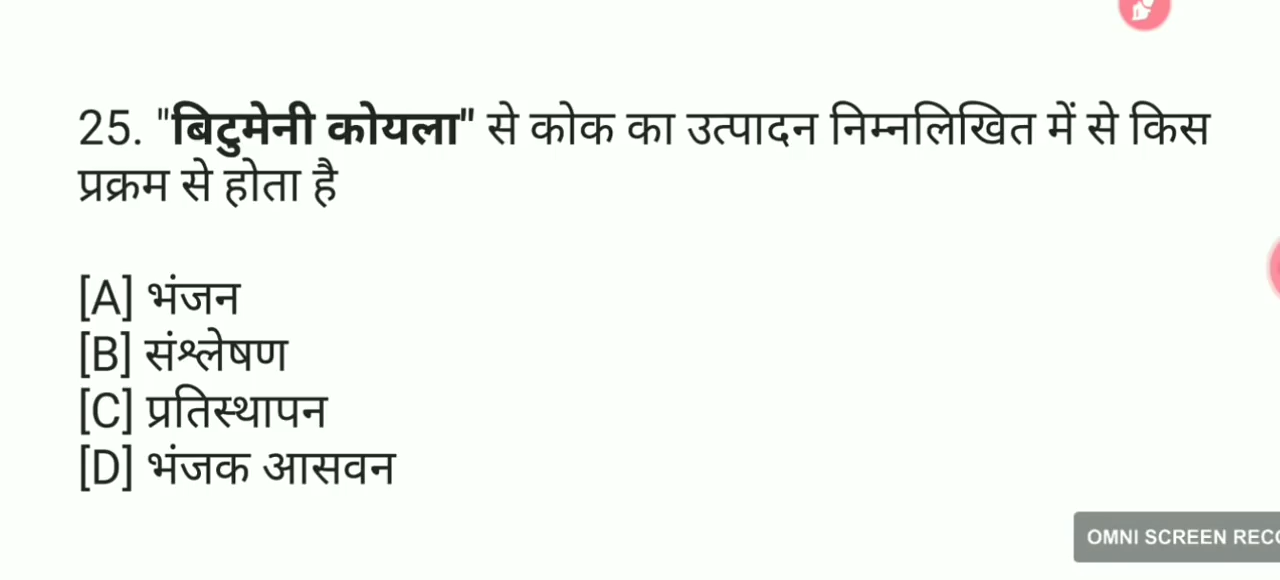 25. "बिटुमेनी कोयला" से कोक का उत्पादन निम्नलिखित में से किस
प्रक्रम से होता है
[A] भंजन
[B] संश्लेषण
[C] प्रतिस्थापन
[D] भंजक आसवन
OMNI SCREEN REC